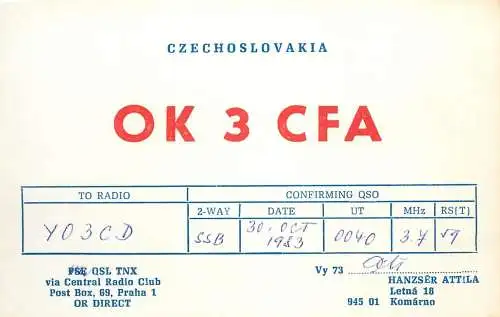 CZECHOSLOVAKIA
OK 3 CFA
TO RADIO CONFIRMING QSO
2-WAY DATE UT MHz RS(T)
YO3CD SSB 30. OCT 1983 0040 3.7 59
PSE QSL TNX
via Central Radio Club
Post Box, 69, Praha 1
OR DIRECT
Vy 73
HANZSÉR ATTILA
Letná 18
945 01 Komárno